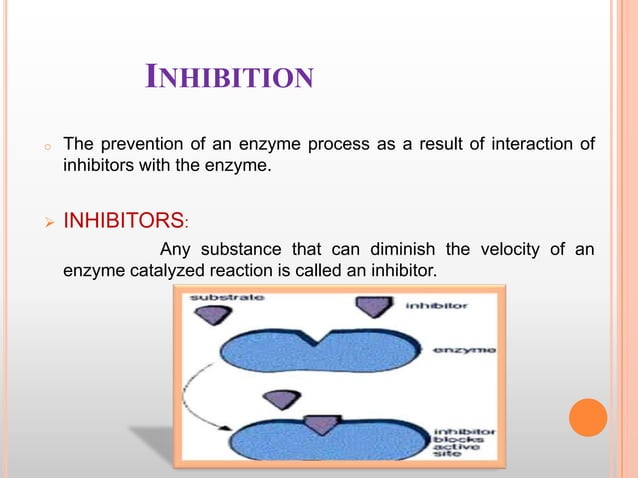 INHIBITION
o The prevention of an enzyme process as a result of interaction of
inhibitors with the enzyme.
➢ INHIBITORS:
Any substance that can diminish the velocity of an
enzyme catalyzed reaction is called an inhibitor.
substrate
inhibitor
enzyme
inhibitor
blocks
active
site